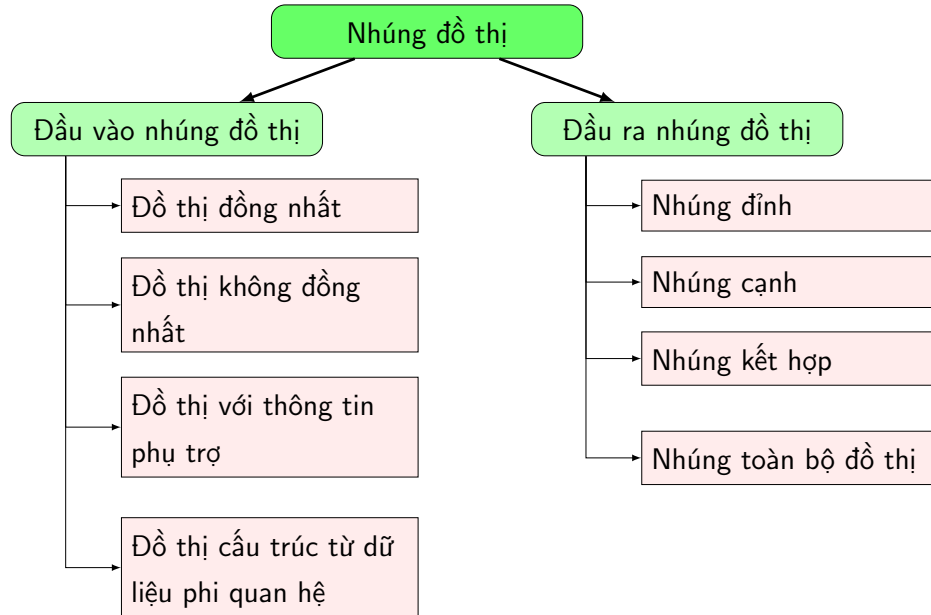 Nhúng đồ thị
Đầu vào nhúng đồ thị
Đồ thị đồng nhất
Đồ thị không đồng
nhất
Đồ thị với thông tin
phụ trợ
Đồ thị cấu trúc từ dữ
liệu phi quan hệ
Đầu ra nhúng đồ thị
Nhúng đỉnh
Nhúng cạnh
Nhúng kết hợp
Nhúng toàn bộ đồ thị